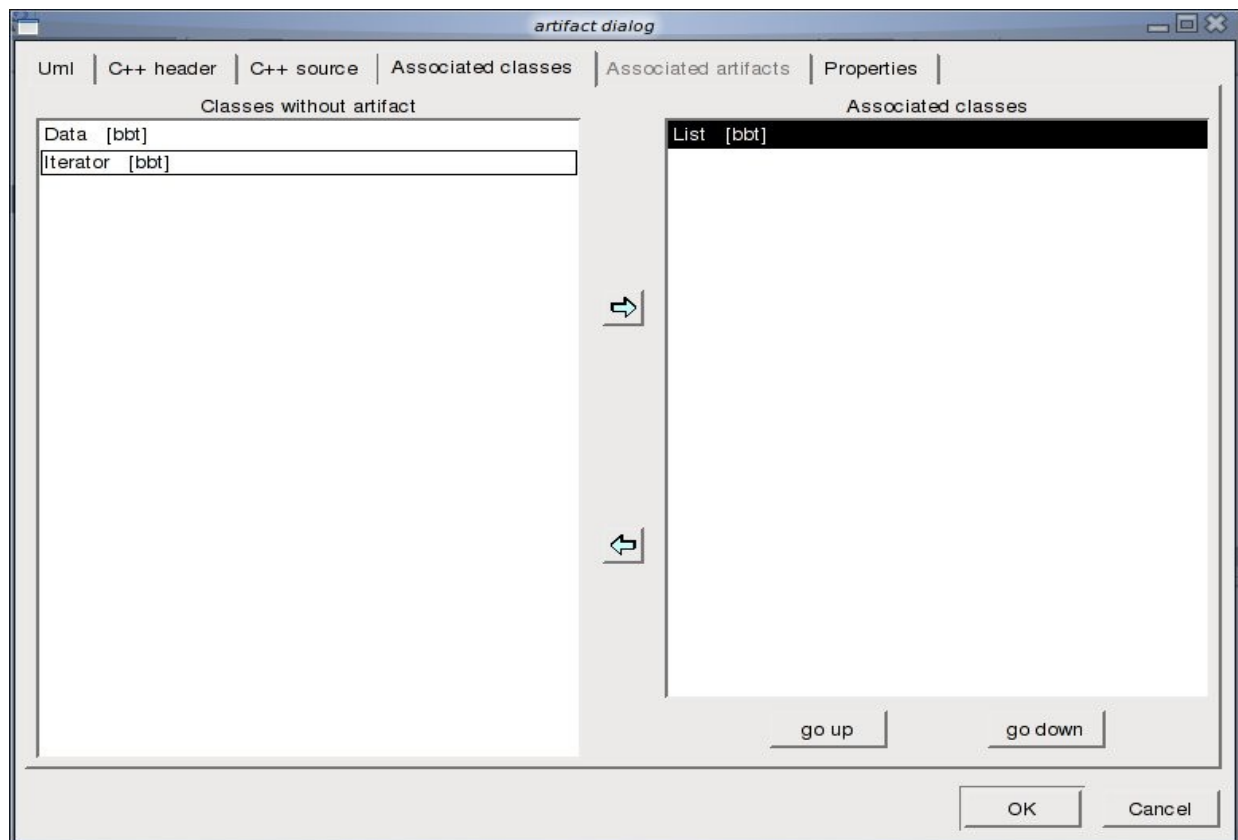 artifact dialog
Uml C++ header C++ source Associated classes Associated artifacts Properties
Classes without artifact
Data [bbt]
Iterator [bbt]
Associated classes
List [bbt]
go up go down
OK Cancel